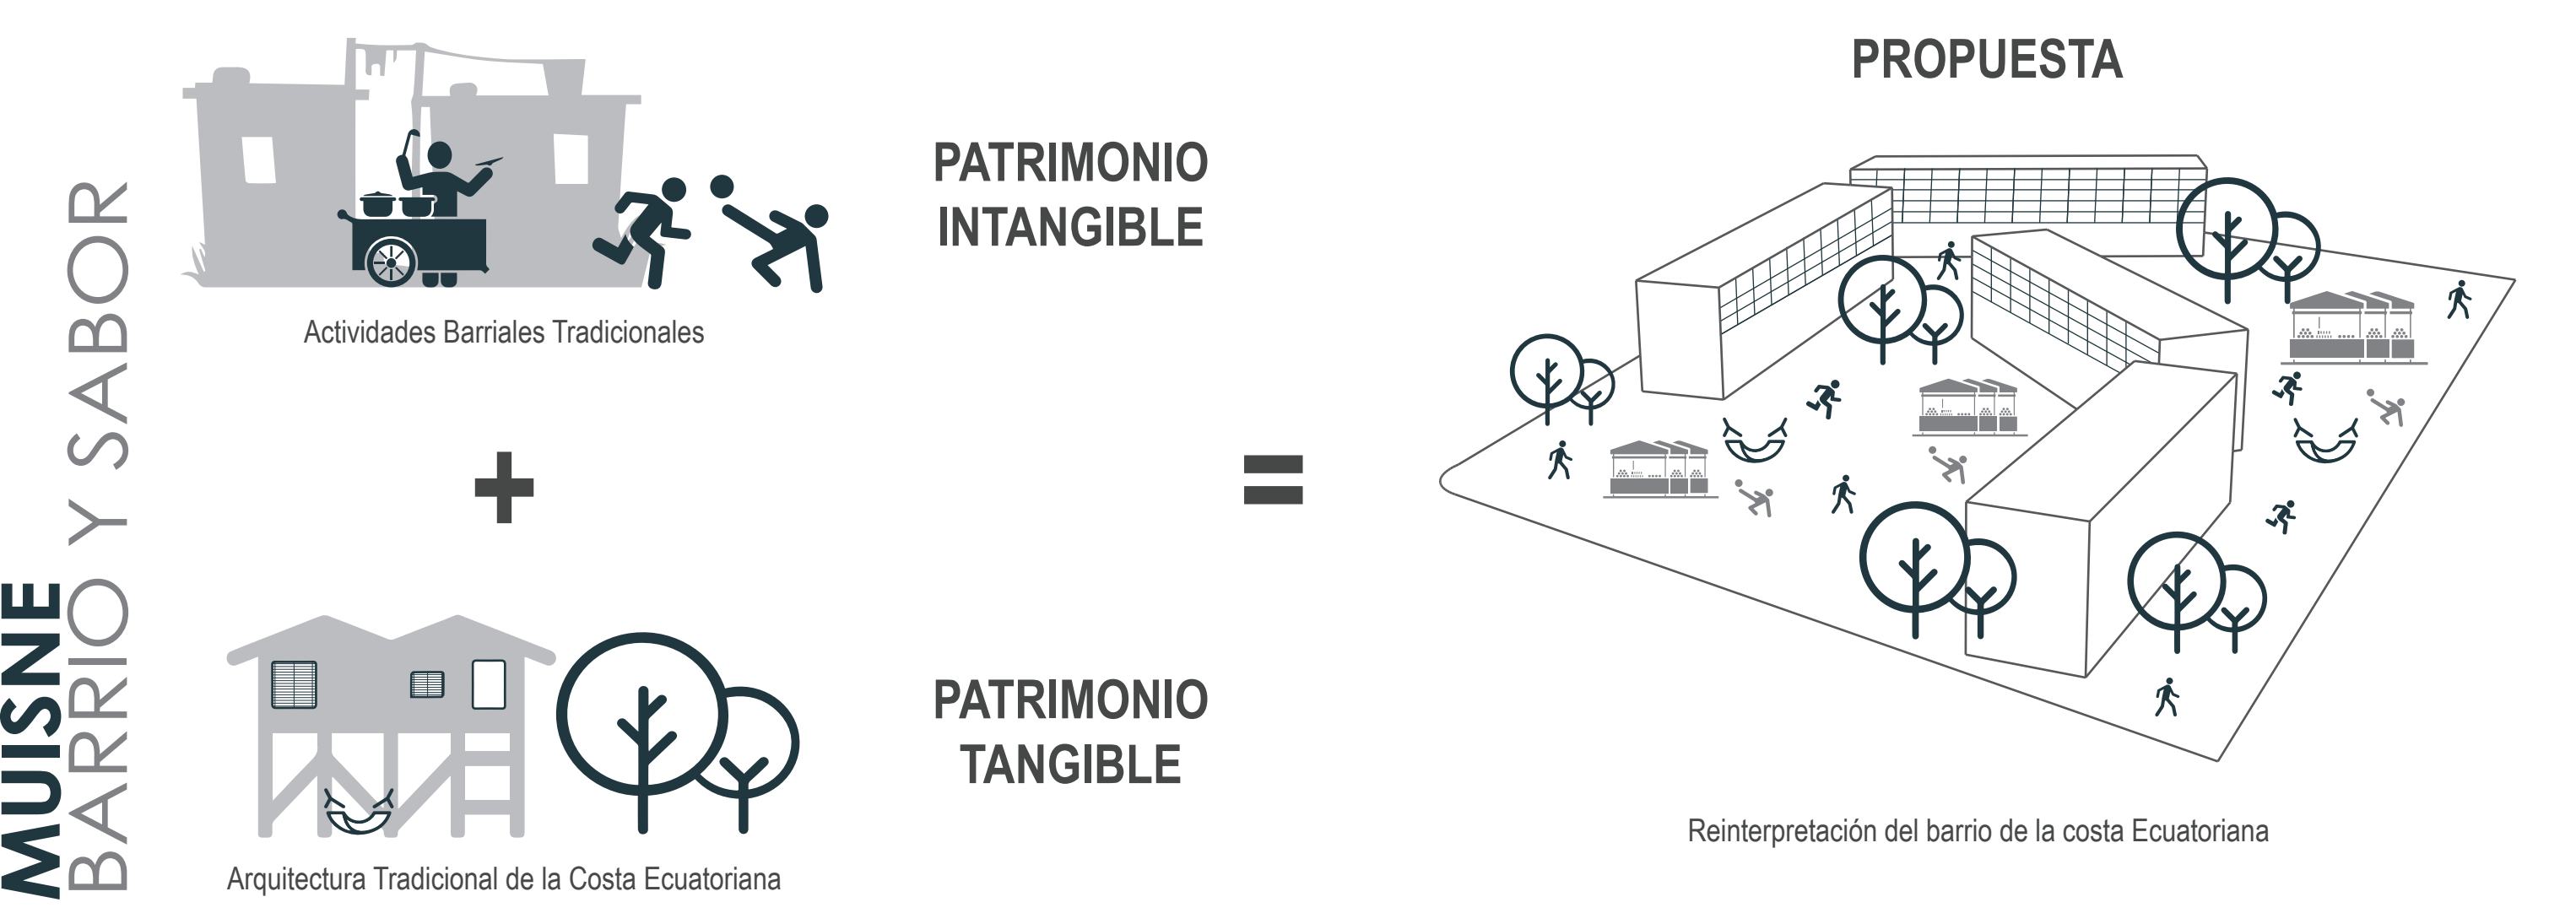 MUISNE
BARRIO Y SABOR
Actividades Barriales Tradicionales
PATRIMONIO
INTANGIBLE
+
Arquitectura Tradicional de la Costa Ecuatoriana
PATRIMONIO
TANGIBLE
=
PROPUESTA
Reinterpretación del barrio de la costa Ecuatoriana